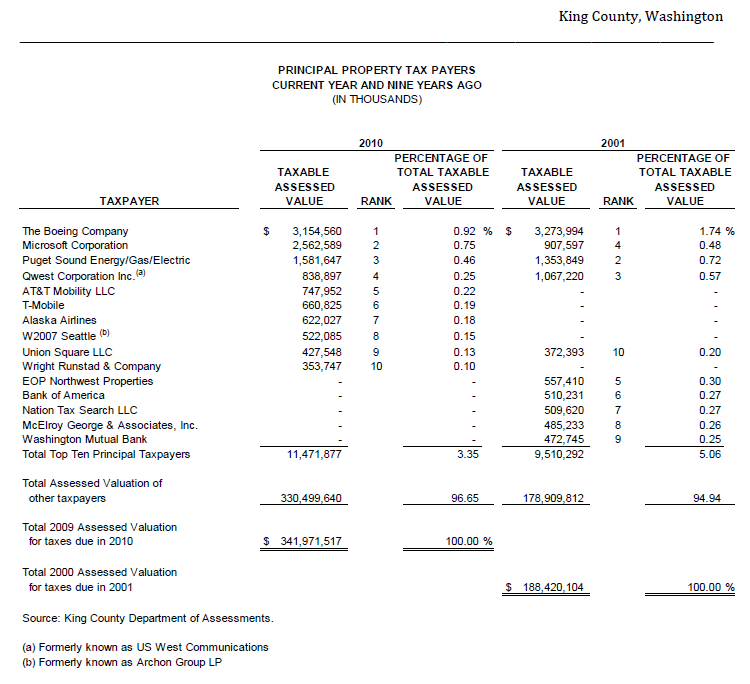 King County, Washington
PRINCIPAL PROPERTY TAX PAYERS
CURRENT YEAR AND NINE YEARS AGO
(IN THOUSANDS)
2010 2001
PERCENTAGE OF PERCENTAGE OF
TAXABLE TOTAL TAXABLE TAXABLE TOTAL TAXABLE
ASSESSED ASSESSED ASSESSED ASSESSED
TAXPAYER VALUE RANK VALUE VALUE RANK VALUE
The Boeing Company $ 3,154,560 1 0.92 % $ 3,273,994 1 1.74 %
Microsoft Corporation 2,562,589 2 0.75 907,597 4 0.48
Puget Sound Energy/Gas/Electric 1,581,647 3 0.46 1,353,849 2 0.72
Qwest Corporation Inc.(a) 838,897 4 0.25 1,067,220 3 0.57
AT&T Mobility LLC 747,952 5 0.22 - - -
T-Mobile 660,825 6 0.19 - - -
Alaska Airlines 622,027 7 0.18 - - -
W2007 Seattle (b) 522,085 8 0.15 - - -
Union Square LLC 427,548 9 0.13 372,393 10 0.20
Wright Runstad & Company 353,747 10 0.10 - - -
EOP Northwest Properties - - 557,410 5 0.30
Bank of America - - 510,231 6 0.27
Nation Tax Search LLC - - 509,620 7 0.27
McElroy George & Associates, Inc. - - 485,233 8 0.26
Washington Mutual Bank - - 472,745 9 0.25
Total Top Ten Principal Taxpayers 11,471,877 3.35 9,510,292 5.06
Total Assessed Valuation of
other taxpayers 330,499,640 96.65 178,909,812 94.94
Total 2009 Assessed Valuation
for taxes due in 2010 $ 341,971,517 100.00 %
Total 2000 Assessed Valuation
for taxes due in 2001 $ 188,420,104 100.00 %
Source: King County Department of Assessments.
(a) Formerly known as US West Communications
(b) Formerly known as Archon Group LP